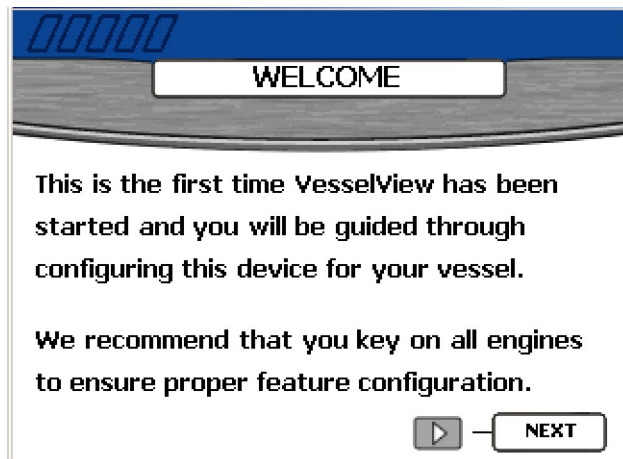 WELCOME
This is the first time VesselView has been
started and you will be guided through
configuring this device for your vessel.
We recommend that you key on all engines
to ensure proper feature configuration.
NEXT